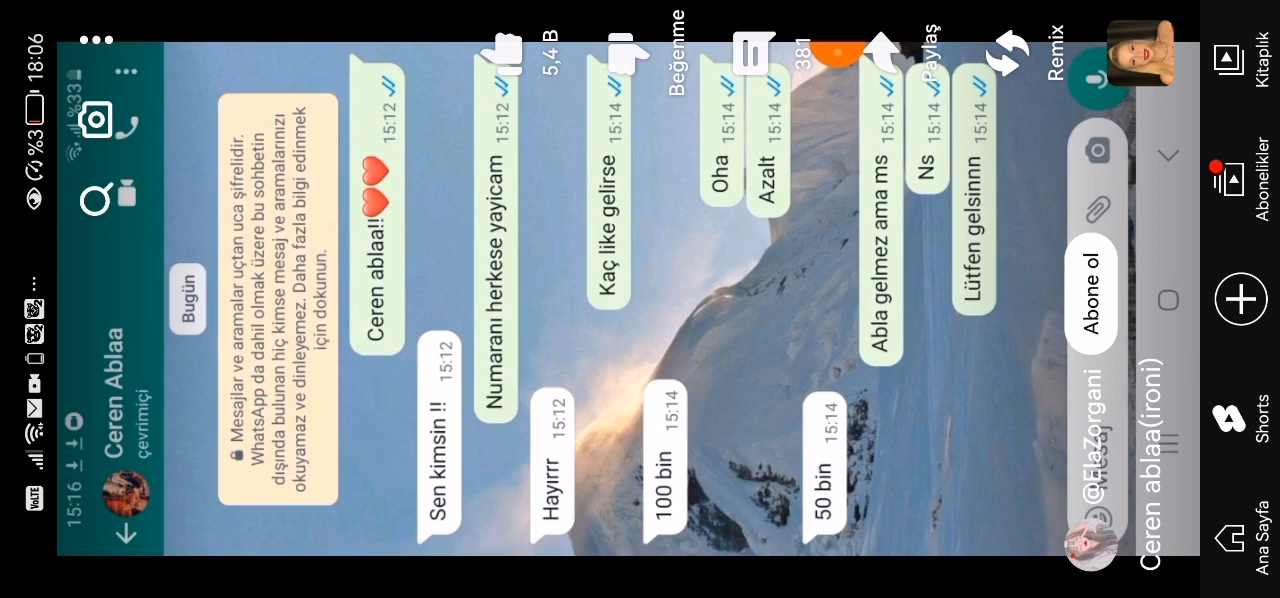 VoLTE
%3 18:06
15:16
%33
Ceren Ablaa
çevrimiçi
Bugün
Mesajlar ve aramalar uçtan uca şifrelidir.
WhatsApp da dahil olmak üzere bu sohbetin
dışında bulunan hiç kimse mesaj ve aramalarınızı
okuyamaz ve dinleyemez. Daha fazla bilgi edinmek
için dokunun.
Ceren ablaa!! 15:12
Sen kimsin !! 15:12
Numaranı herkese yayicam 15:12
Hayırrr 15:12
Kaç like gelirse 15:14
100 bin 15:14
Oha 15:14
Azalt 15:14
50 bin 15:14
Abla gelmez ama ms 15:14
Ns 15:14
Lütfen gelsinnn 15:14
5,4 B
Beğenme
381
Paylaş
Remix
Mesaj
@ElaZorgani
Abone ol
Ceren ablaa(ironi)
Ana Sayfa
Shorts
Abonelikler
Kitaplık